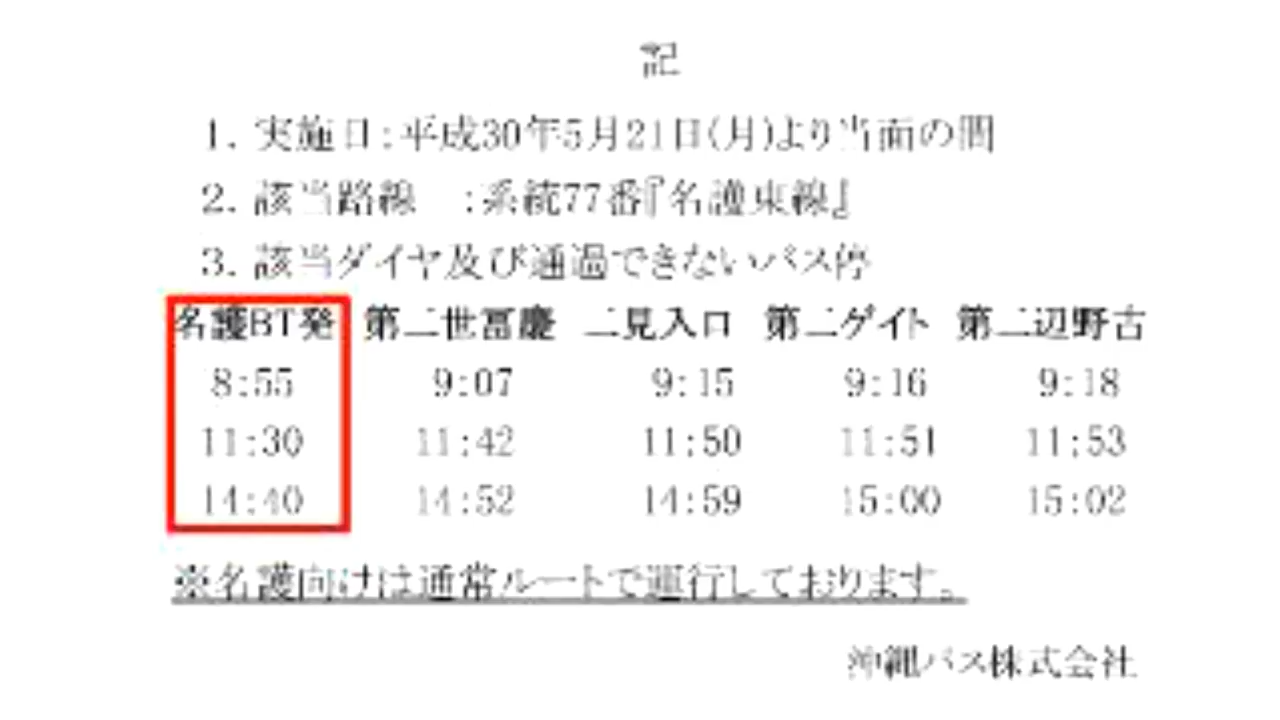 記
1. 実施日:平成30年5月21日(月)より当面の間
2. 該当路線 :系統77番『名護東線』
3. 該当ダイヤ及び通過できないバス停
名護BT発 第二世冨慶 二見入口 第二ゲイト 第二辺野古
8:55 9:07 9:15 9:16 9:18
11:30 11:42 11:50 11:51 11:53
14:40 14:52 14:59 15:00 15:02
※名護向けは通常ルートで運行しております。
沖縄バス株式会社